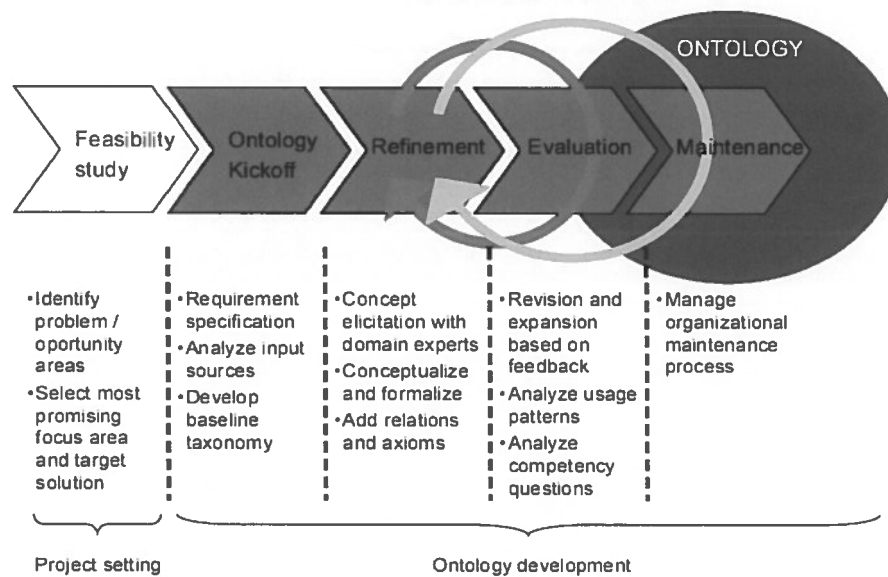 ONTOLOGY
Feasibility
study
Ontology
Kickoff
Refinement
Evaluation
Maintenance
•Identify
problem /
oportunity
areas
•Select most
promising
focus area
and target
solution
•Requirement
specification
•Analyze input
sources
•Develop
baseline
taxonomy
•Concept
elicitation with
domain experts
•Conceptualize
and formalize
•Add relations
and axioms
•Revision and
expansion
based on
feedback
•Analyze usage
patterns
•Analyze
competency
questions
•Manage
organizational
maintenance
process
Project setting
Ontology development